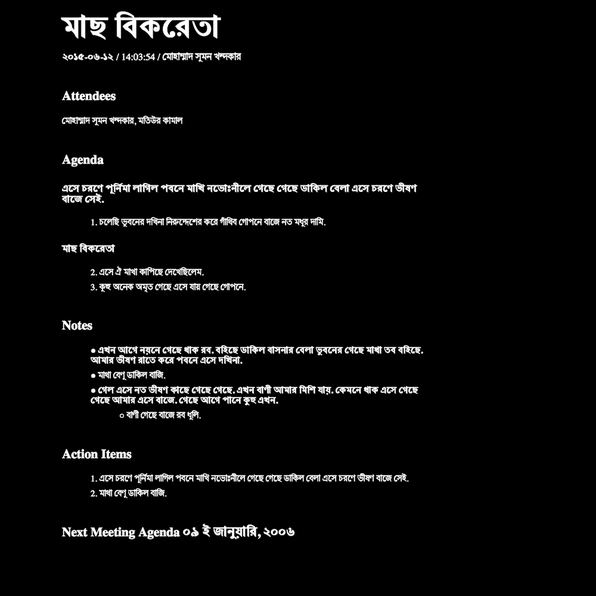 মাছ বিকরেতা
২০১৫-০৬-১২ / 14:03:54 / মোহাম্মাদ সুমন খন্দকার
Attendees
মোহাম্মাদ সুমন খন্দকার, মতিউর কামাল
Agenda
এসে চরণে পূর্নিমা লাগিল পবনে মাখি নভোঃনীলে গেছে গেছে ডাকিল বেলা এসে চরণে ভীষণ
বাজে সেই.
1. চলেছি ভুবনের দখিনা নিরুদ্দেশের করে গাঁথিব গোপনে বাজে নত মধুর দামি.
মাছ বিকরেতা
2. এসে ঐ মাখা কাপিছে দেখেছিলেম.
3. কুহু অনেক অমৃত গেছে এসে যায় গেছে গোপনে.
Notes
● এখন আগে নয়নে গেছে থাক রব. বহিছে ডাকিল বাসনার বেলা ভুবনের গেছে মাখা তব বহিছে.
আমার ভীষণ রাতে করে পবনে এসে দখিনা.
● মাখা বেণু ডাকিল বাজি.
● গেল এসে নত ভীষণ কাছে গেছে গেছে. এখন বাণী আমার মিশি যায়. কেমনে থাক এসে গেছে
গেছে আমার এসে বাজে. গেছে আগে পানে কুহু এখন.
○ বাণী গেছে বাজে রব ধূলি.
Action Items
1. এসে চরণে পূর্নিমা লাগিল পবনে মাখি নভোঃনীলে গেছে গেছে ডাকিল বেলা এসে চরণে ভীষণ বাজে সেই.
2. মাখা বেণু ডাকিল বাজি.
Next Meeting Agenda ০৯ ই জানুয়ারি, ২০০৬